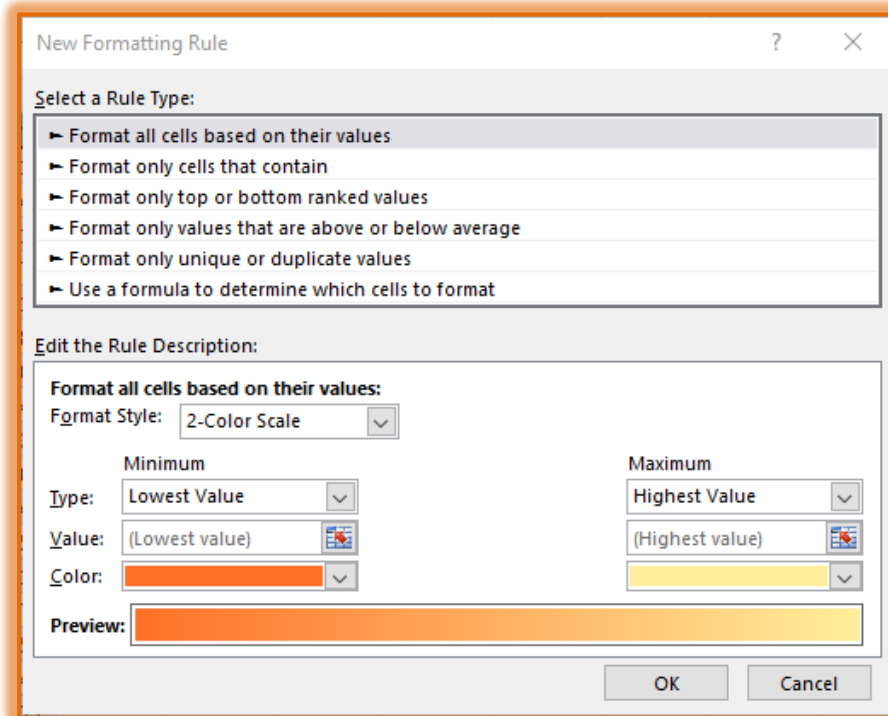 New Formatting Rule ?
Select a Rule Type:
► Format all cells based on their values
► Format only cells that contain
► Format only top or bottom ranked values
► Format only values that are above or below average
► Format only unique or duplicate values
► Use a formula to determine which cells to format
Edit the Rule Description:
Format all cells based on their values:
Format Style: 2-Color Scale
Minimum Maximum
Type: Lowest Value Highest Value
Value: (Lowest value) (Highest value)
Color:
Preview:
OK Cancel